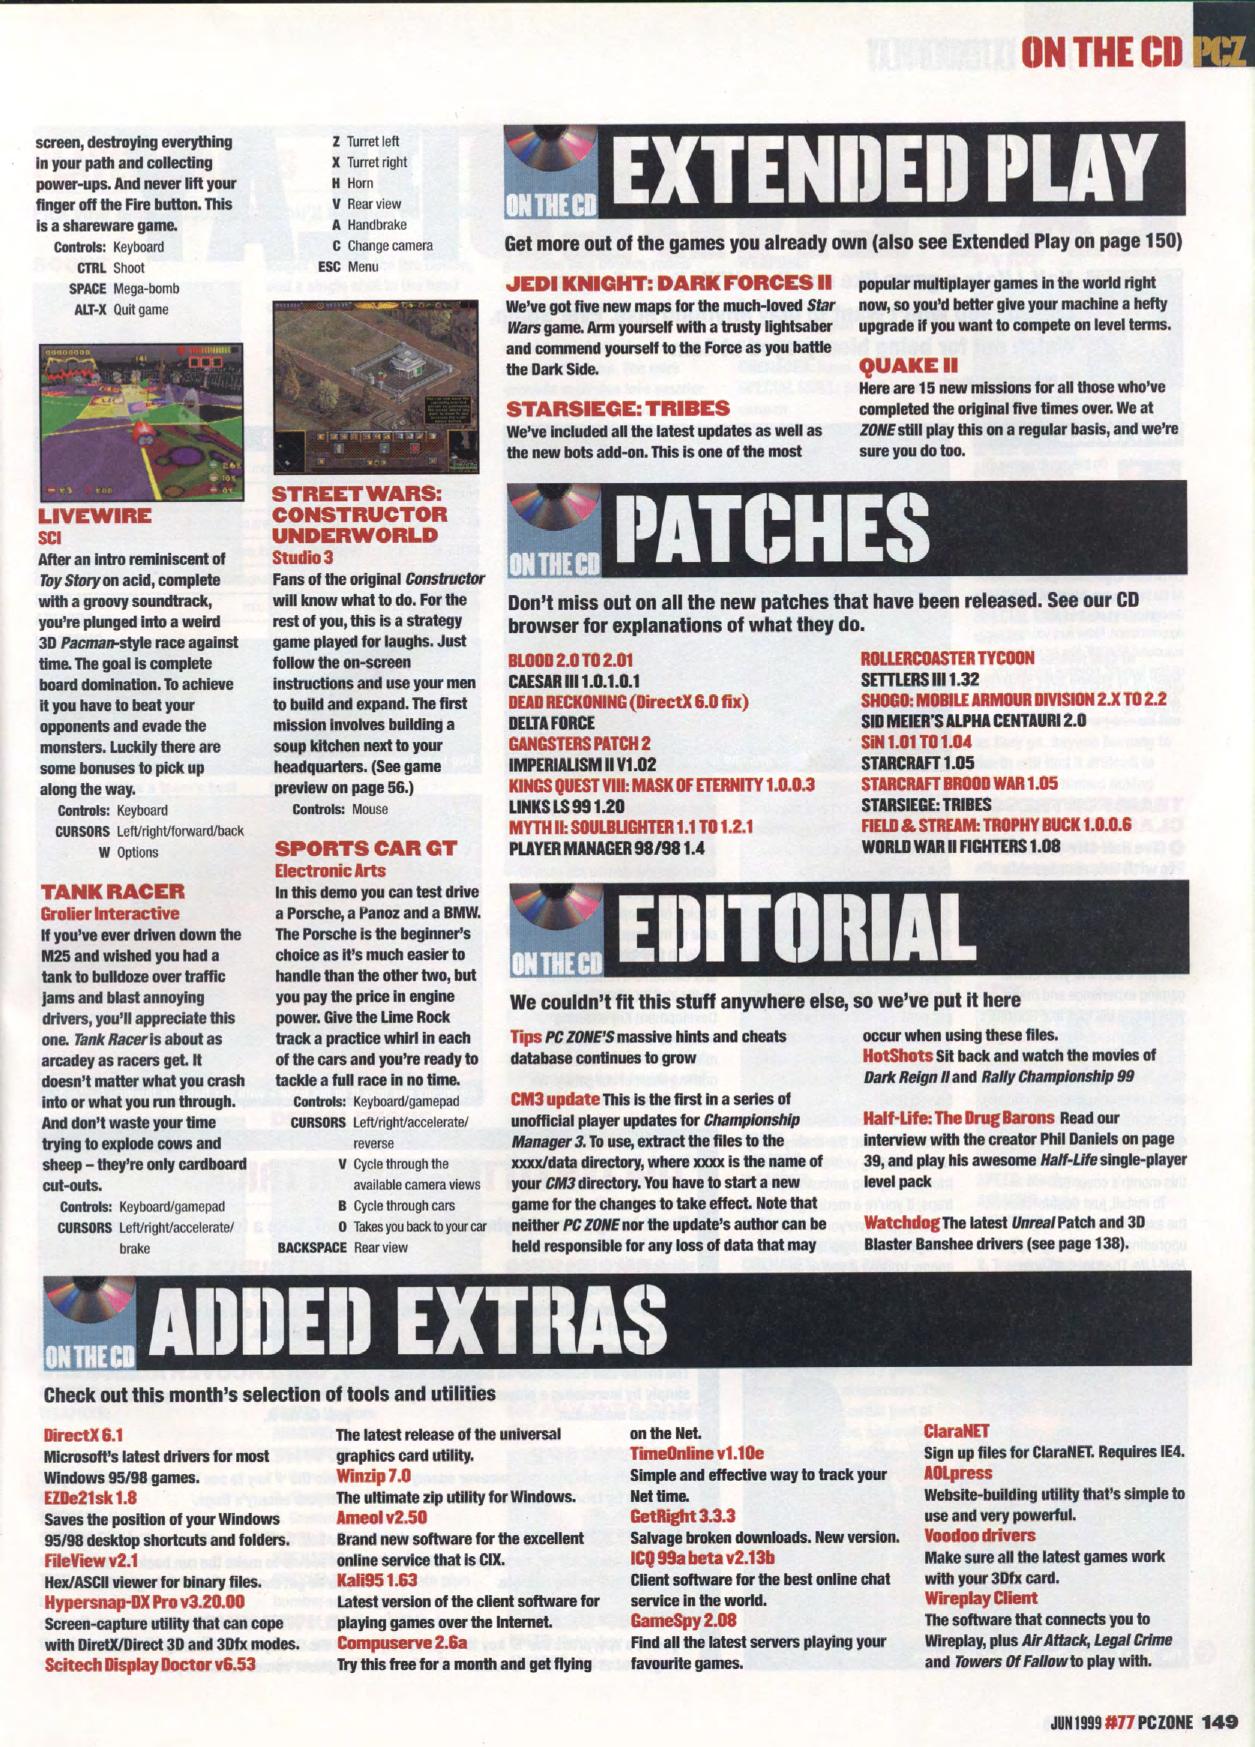 ON THE CD PCZ
screen, destroying everything
in your path and collecting
power-ups. And never lift your
finger off the Fire button. This
is a shareware game.
Controls: Keyboard
CTRL Shoot
SPACE Mega-bomb
ALT-X Quit game
LIVEWIRE
SCI
After an intro reminiscent of
Toy Story on acid, complete
with a groovy soundtrack,
you're plunged into a weird
3D Pacman-style race against
time. The goal is complete
board domination. To achieve
it you have to beat your
opponents and evade the
monsters. Luckily there are
some bonuses to pick up
along the way.
Controls: Keyboard
CURSORS Left/right/forward/back
W Options
TANK RACER
Grolier Interactive
If you've ever driven down the
M25 and wished you had a
tank to bulldoze over traffic
jams and blast annoying
drivers, you'll appreciate this
one. Tank Racer is about as
arcadey as racers get. It
doesn't matter what you crash
into or what you run through.
And don't waste your time
trying to explode cows and
sheep – they're only cardboard
cut-outs.
Controls: Keyboard/gamepad
CURSORS Left/right/accelerate/
brake
Z Turret left
X Turret right
H Horn
V Rear view
A Handbrake
C Change camera
ESC Menu
STREET WARS:
CONSTRUCTOR
UNDERWORLD
Studio 3
Fans of the original Constructor
will know what to do. For the
rest of you, this is a strategy
game played for laughs. Just
follow the on-screen
instructions and use your men
to build and expand. The first
mission involves building a
soup kitchen next to your
headquarters. (See game
preview on page 56.)
Controls: Mouse
SPORTS CAR GT
Electronic Arts
In this demo you can test drive
a Porsche, a Panoz and a BMW.
The Porsche is the beginner's
choice as it's much easier to
handle than the other two, but
you pay the price in engine
power. Give the Lime Rock
track a practice whirl in each
of the cars and you're ready to
tackle a full race in no time.
Controls: Keyboard/gamepad
CURSORS Left/right/accelerate/
reverse
V Cycle through the
available camera views
B Cycle through cars
O Takes you back to your car
BACKSPACE Rear view
ON THE CD
EXTENDED PLAY
Get more out of the games you already own (also see Extended Play on page 150)
JEDI KNIGHT: DARK FORCES II
We've got five new maps for the much-loved Star
Wars game. Arm yourself with a trusty lightsaber
and commend yourself to the Force as you battle
the Dark Side.
STARSIEGE: TRIBES
We've included all the latest updates as well as
the new bots add-on. This is one of the most
popular multiplayer games in the world right
now, so you'd better give your machine a hefty
upgrade if you want to compete on level terms.
QUAKE II
Here are 15 new missions for all those who've
completed the original five times over. We at
ZONE still play this on a regular basis, and we're
sure you do too.
ON THE CD
PATCHES
Don't miss out on all the new patches that have been released. See our CD
browser for explanations of what they do.
BLOOD 2.0 TO 2.01
CAESAR III 1.0.1.0.1
DEAD RECKONING (DirectX 6.0 fix)
DELTA FORCE
GANGSTERS PATCH 2
IMPERIALISM II V1.02
KINGS QUEST VIII: MASK OF ETERNITY 1.0.0.3
LINKS LS 99 1.20
MYTH II: SOULBLIGHTER 1.1 TO 1.2.1
PLAYER MANAGER 98/98 1.4
ROLLERCOASTER TYCOON
SETTLERS III 1.32
SHOGO: MOBILE ARMOUR DIVISION 2.X TO 2.2
SID MEIER'S ALPHA CENTAURI 2.0
SiN 1.01 TO 1.04
STARCRAFT 1.05
STARCRAFT BROOD WAR 1.05
STARSIEGE: TRIBES
FIELD & STREAM: TROPHY BUCK 1.0.0.6
WORLD WAR II FIGHTERS 1.08
ON THE CD
EDITORIAL
We couldn't fit this stuff anywhere else, so we've put it here
Tips PC ZONE'S massive hints and cheats
database continues to grow
CM3 update This is the first in a series of
unofficial player updates for Championship
Manager 3. To use, extract the files to the
xxxx/data directory, where xxxx is the name of
your CM3 directory. You have to start a new
game for the changes to take effect. Note that
neither PC ZONE nor the update's author can be
held responsible for any loss of data that may
occur when using these files.
HotShots Sit back and watch the movies of
Dark Reign II and Rally Championship 99
Half-Life: The Drug Barons Read our
interview with the creator Phil Daniels on page
39, and play his awesome Half-Life single-player
level pack
Watchdog The latest Unreal Patch and 3D
Blaster Banshee drivers (see page 138).
ON THE CD
ADDED EXTRAS
Check out this month's selection of tools and utilities
DirectX 6.1
Microsoft's latest drivers for most
Windows 95/98 games.
EZDe21sk 1.8
Saves the position of your Windows
95/98 desktop shortcuts and folders.
FileView v2.1
Hex/ASCII viewer for binary files.
Hypersnap-DX Pro v3.20.00
Screen-capture utility that can cope
with DiretX/Direct 3D and 3Dfx modes.
Scitech Display Doctor v6.53
The latest release of the universal
graphics card utility.
Winzip 7.0
The ultimate zip utility for Windows.
Ameol v2.50
Brand new software for the excellent
online service that is CIX.
Kali95 1.63
Latest version of the client software for
playing games over the Internet.
Compuserve 2.6a
Try this free for a month and get flying
on the Net.
TimeOnline v1.10e
Simple and effective way to track your
Net time.
GetRight 3.3.3
Salvage broken downloads. New version.
ICQ 99a beta v2.13b
Client software for the best online chat
service in the world.
GameSpy 2.08
Find all the latest servers playing your
favourite games.
ClaraNET
Sign up files for ClaraNET. Requires IE4.
AOLpress
Website-building utility that's simple to
use and very powerful.
Voodoo drivers
Make sure all the latest games work
with your 3Dfx card.
Wireplay Client
The software that connects you to
Wireplay, plus Air Attack, Legal Crime
and Towers Of Fallow to play with.
JUN 1999 #77 PC ZONE 149